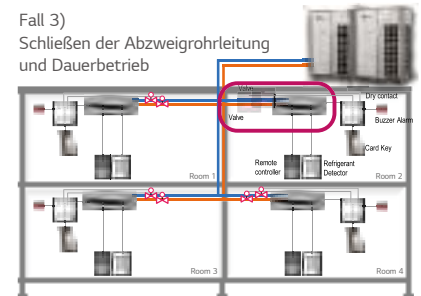 Fall 3)
Schließen der Abzweigrohrleitung
und Dauerbetrieb
Valve
Dry contact
Valve
Buzzer Alarm
Card Key
Remote
controller
Refrigerant
Detector
Room 1
Room 2
Room 3
Room 4